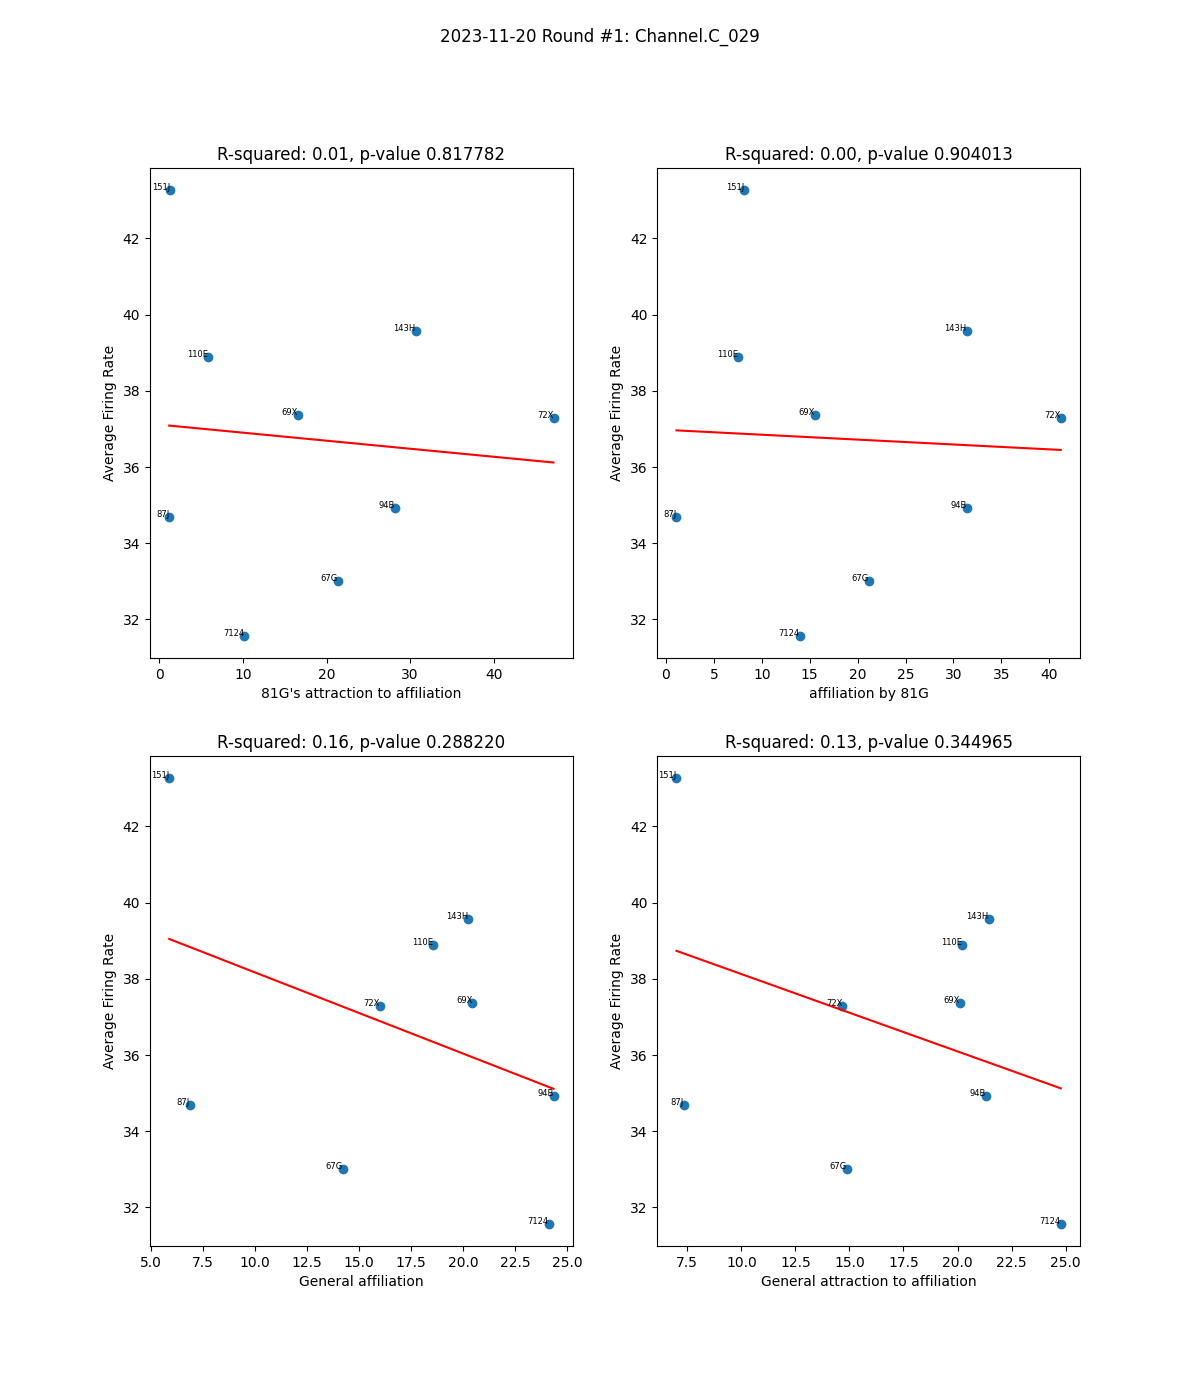 2023-11-20 Round #1: Channel.C_029
R-squared: 0.01, p-value 0.817782
151J
42
40
143H
110E
38
69X
72X
36
94B
87J
34
67G
32
7124
Average Firing Rate
0 10 20 30 40
81G's attraction to affiliation
R-squared: 0.00, p-value 0.904013
151J
42
40
143H
110E
38
69X
72X
36
94B
87J
34
67G
32
7124
Average Firing Rate
0 5 10 15 20 25 30 35 40
affiliation by 81G
R-squared: 0.16, p-value 0.288220
151J
42
40
143H
110E
38
72X
69X
36
94B
87J
34
67G
32
7124
Average Firing Rate
5.0 7.5 10.0 12.5 15.0 17.5 20.0 22.5 25.0
General affiliation
R-squared: 0.13, p-value 0.344965
151J
42
40
143H
110E
38
72X
69X
36
94B
87J
34
67G
32
7124
Average Firing Rate
7.5 10.0 12.5 15.0 17.5 20.0 22.5 25.0
General attraction to affiliation